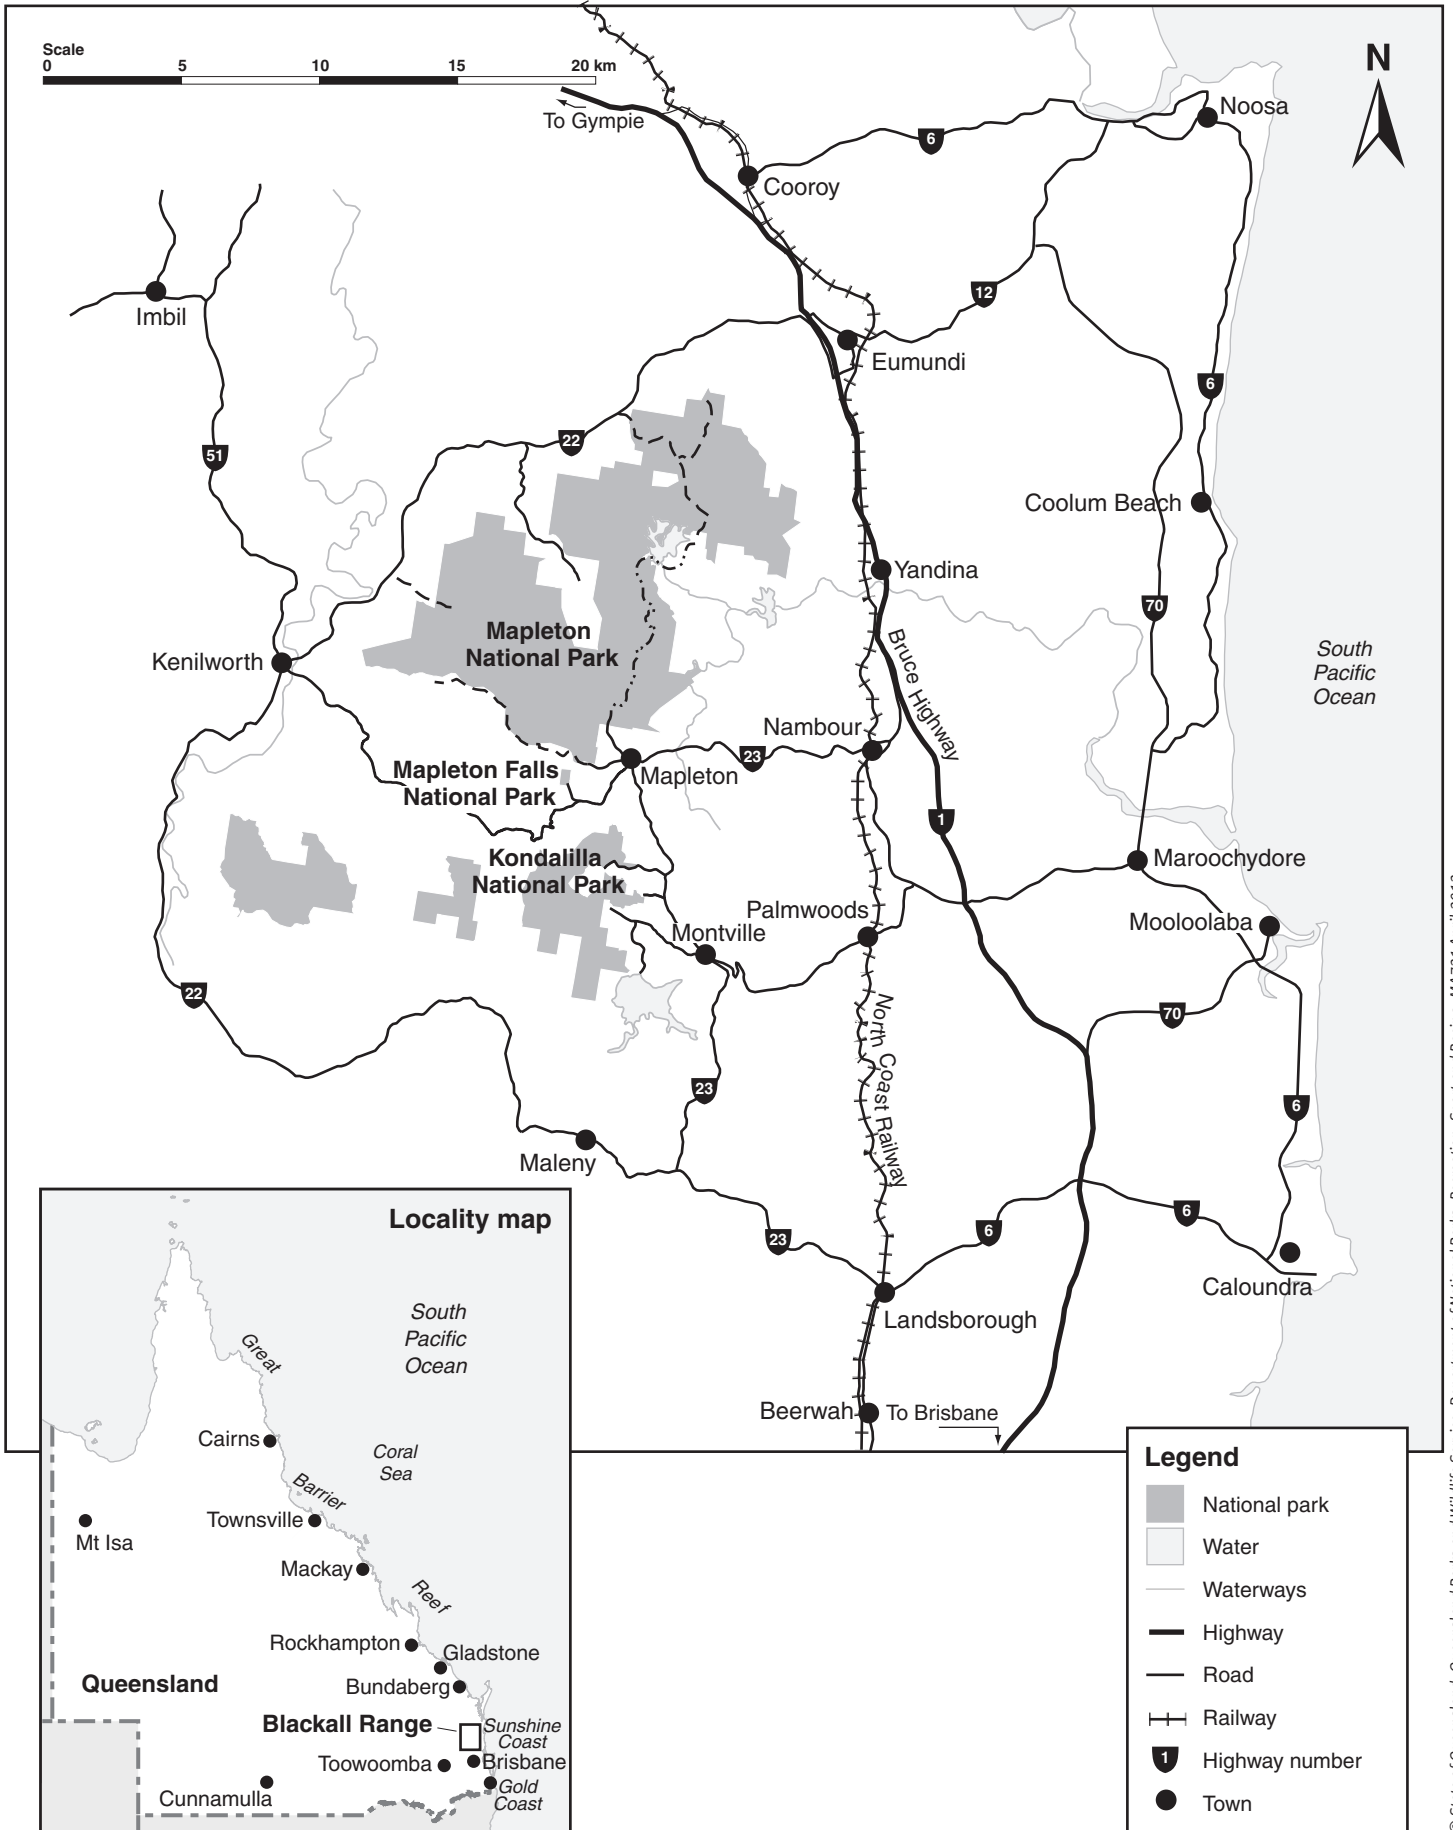 Scale
0 5 10 15 20 km
To Gympie
N
Noosa
6
Cooroy
Imbil
12
Eumundi
6
22
51
Coolum Beach
Yandina
70
Mapleton
National Park
Kenilworth
Bruce Highway
South
Pacific
Ocean
Nambour
23
Mapleton
Mapleton Falls
National Park
1
Kondalilla
National Park
Maroochydore
Palmwoods
Mooloolaba
Montville
22
70
North Coast Railway
23
6
Maleny
23
6
6
Caloundra
Landsborough
Beerwah
To Brisbane
Locality map
South
Pacific
Ocean
Great
Cairns
Coral
Sea
Barrier
Townsville
Mt Isa
Mackay
Reef
Rockhampton
Gladstone
Queensland
Bundaberg
Blackall Range
Sunshine
Coast
Toowoomba
Brisbane
Gold
Coast
Cunnamulla
Legend
National park
Water
Waterways
Highway
Road
Railway
1 Highway number
Town